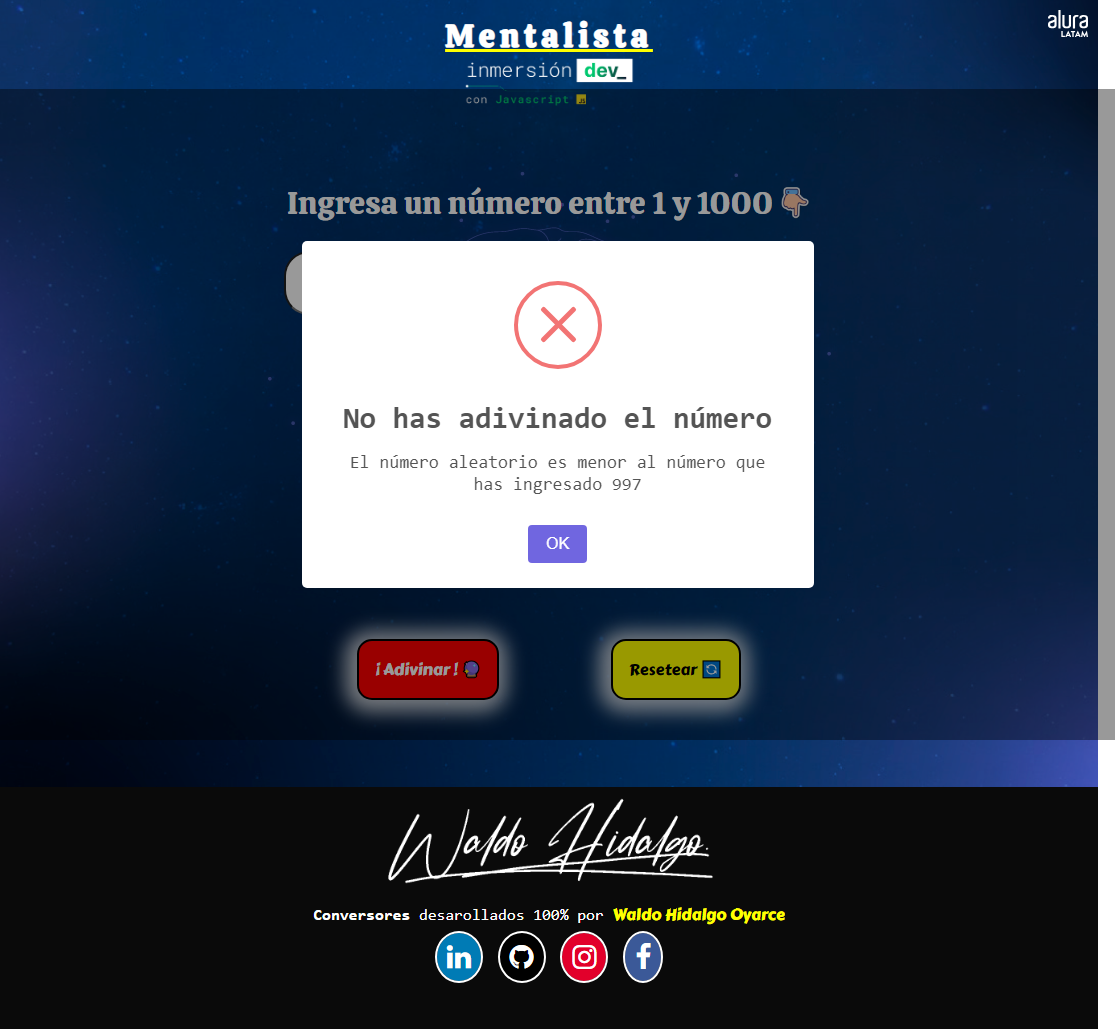 Mentalista
alura
LATAM
inmersión dev_
con Javascript JS
Ingresa un número entre 1 y 1000 👇
No has adivinado el número
El número aleatorio es menor al número que
has ingresado 997
OK
¡ Adivinar ! 🔮
Resetear 🔄
Waldo Hidalgo.
Conversores desarollados 100% por Waldo Hidalgo Oyarce
in
f